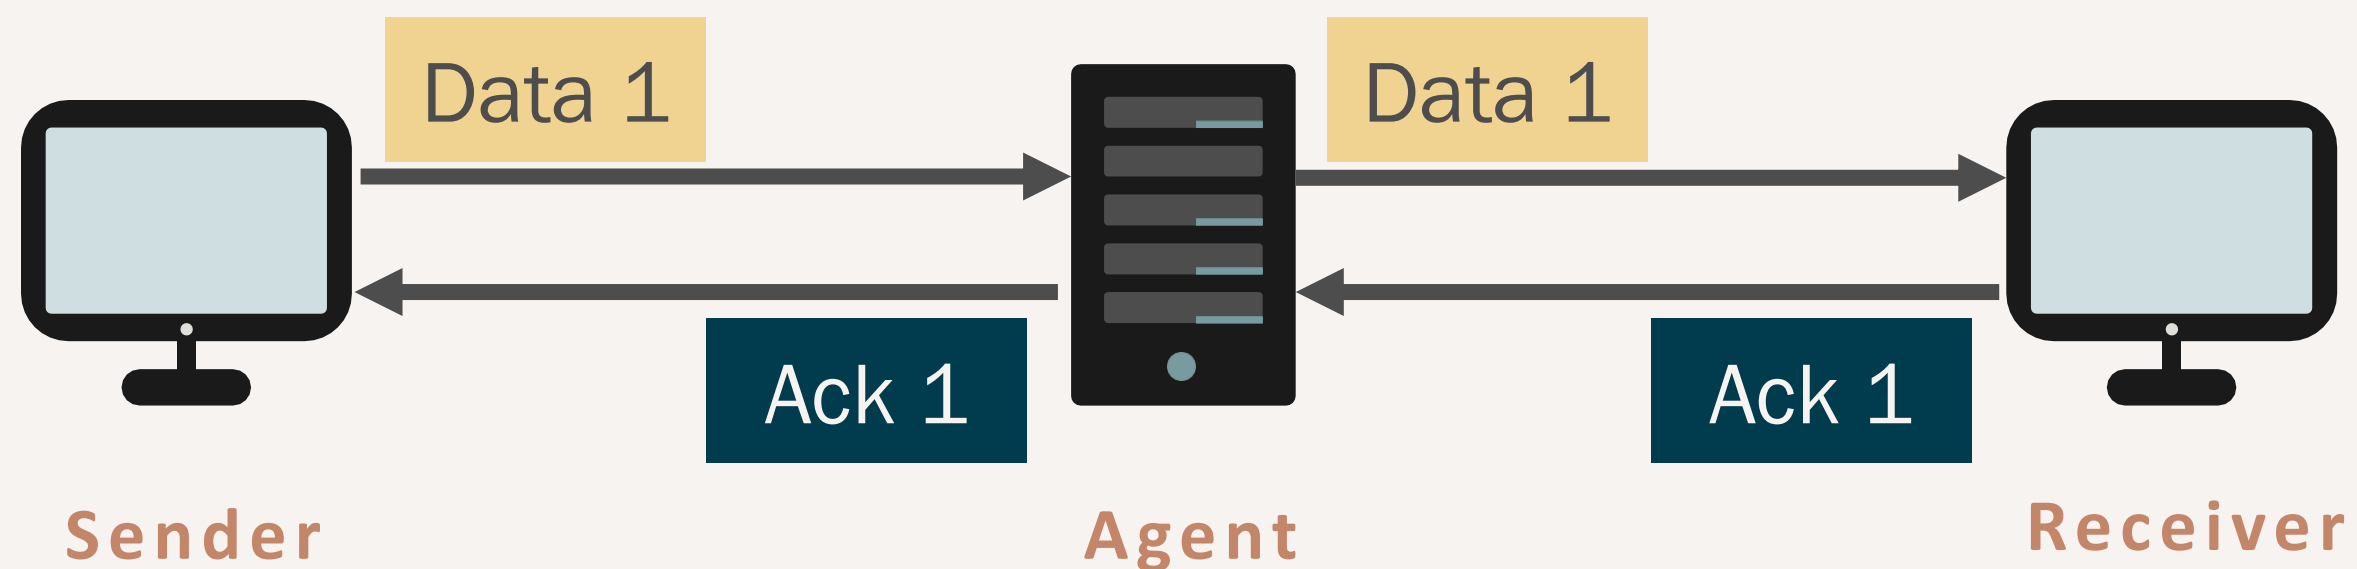 Data 1
Data 1
Ack 1
Ack 1
Sender
Agent
Receiver